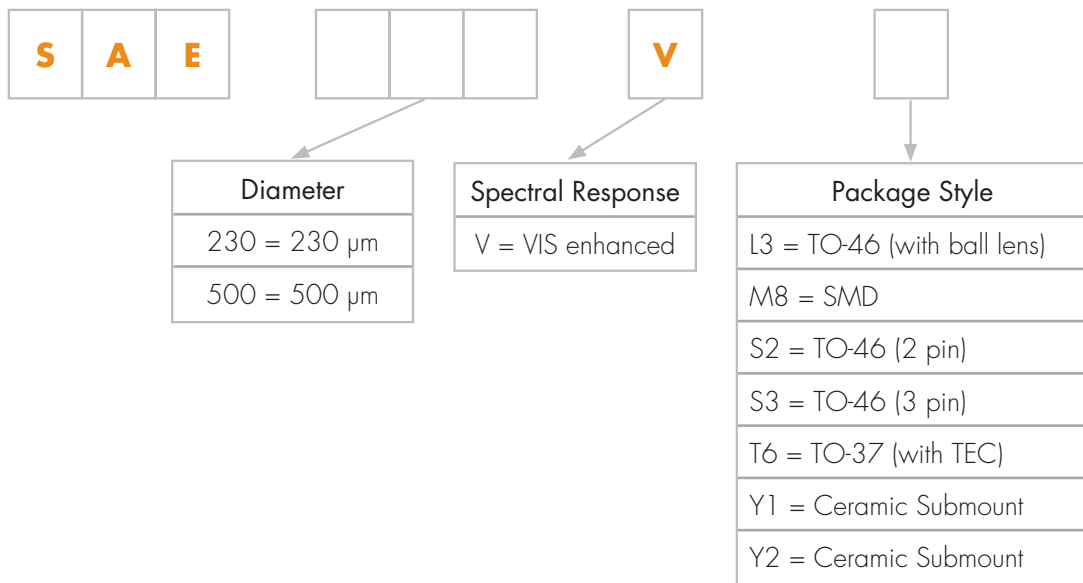 S A E V
Diameter
230 = 230 µm
500 = 500 µm
Spectral Response
V = VIS enhanced
Package Style
L3 = TO-46 (with ball lens)
M8 = SMD
S2 = TO-46 (2 pin)
S3 = TO-46 (3 pin)
T6 = TO-37 (with TEC)
Y1 = Ceramic Submount
Y2 = Ceramic Submount